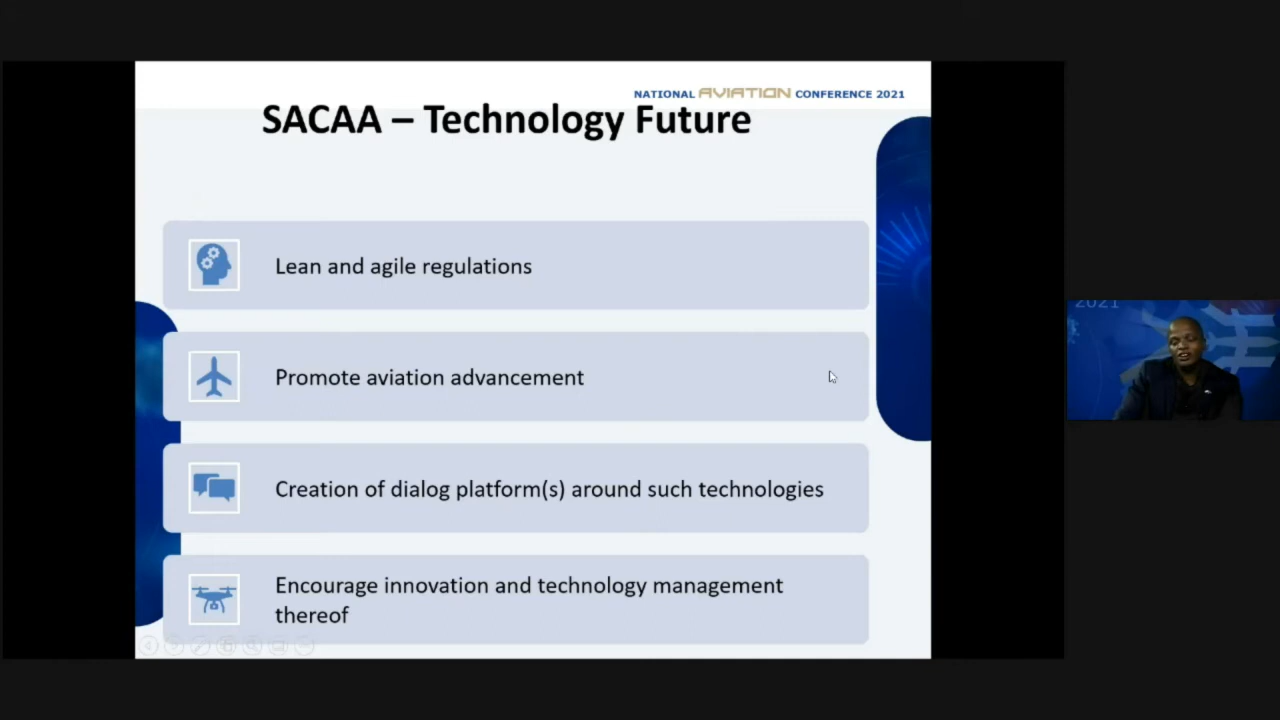 NATIONAL AVIATION CONFERENCE 2021
SACAA – Technology Future
Lean and agile regulations
Promote aviation advancement
Creation of dialog platform(s) around such technologies
Encourage innovation and technology management
thereof
2021